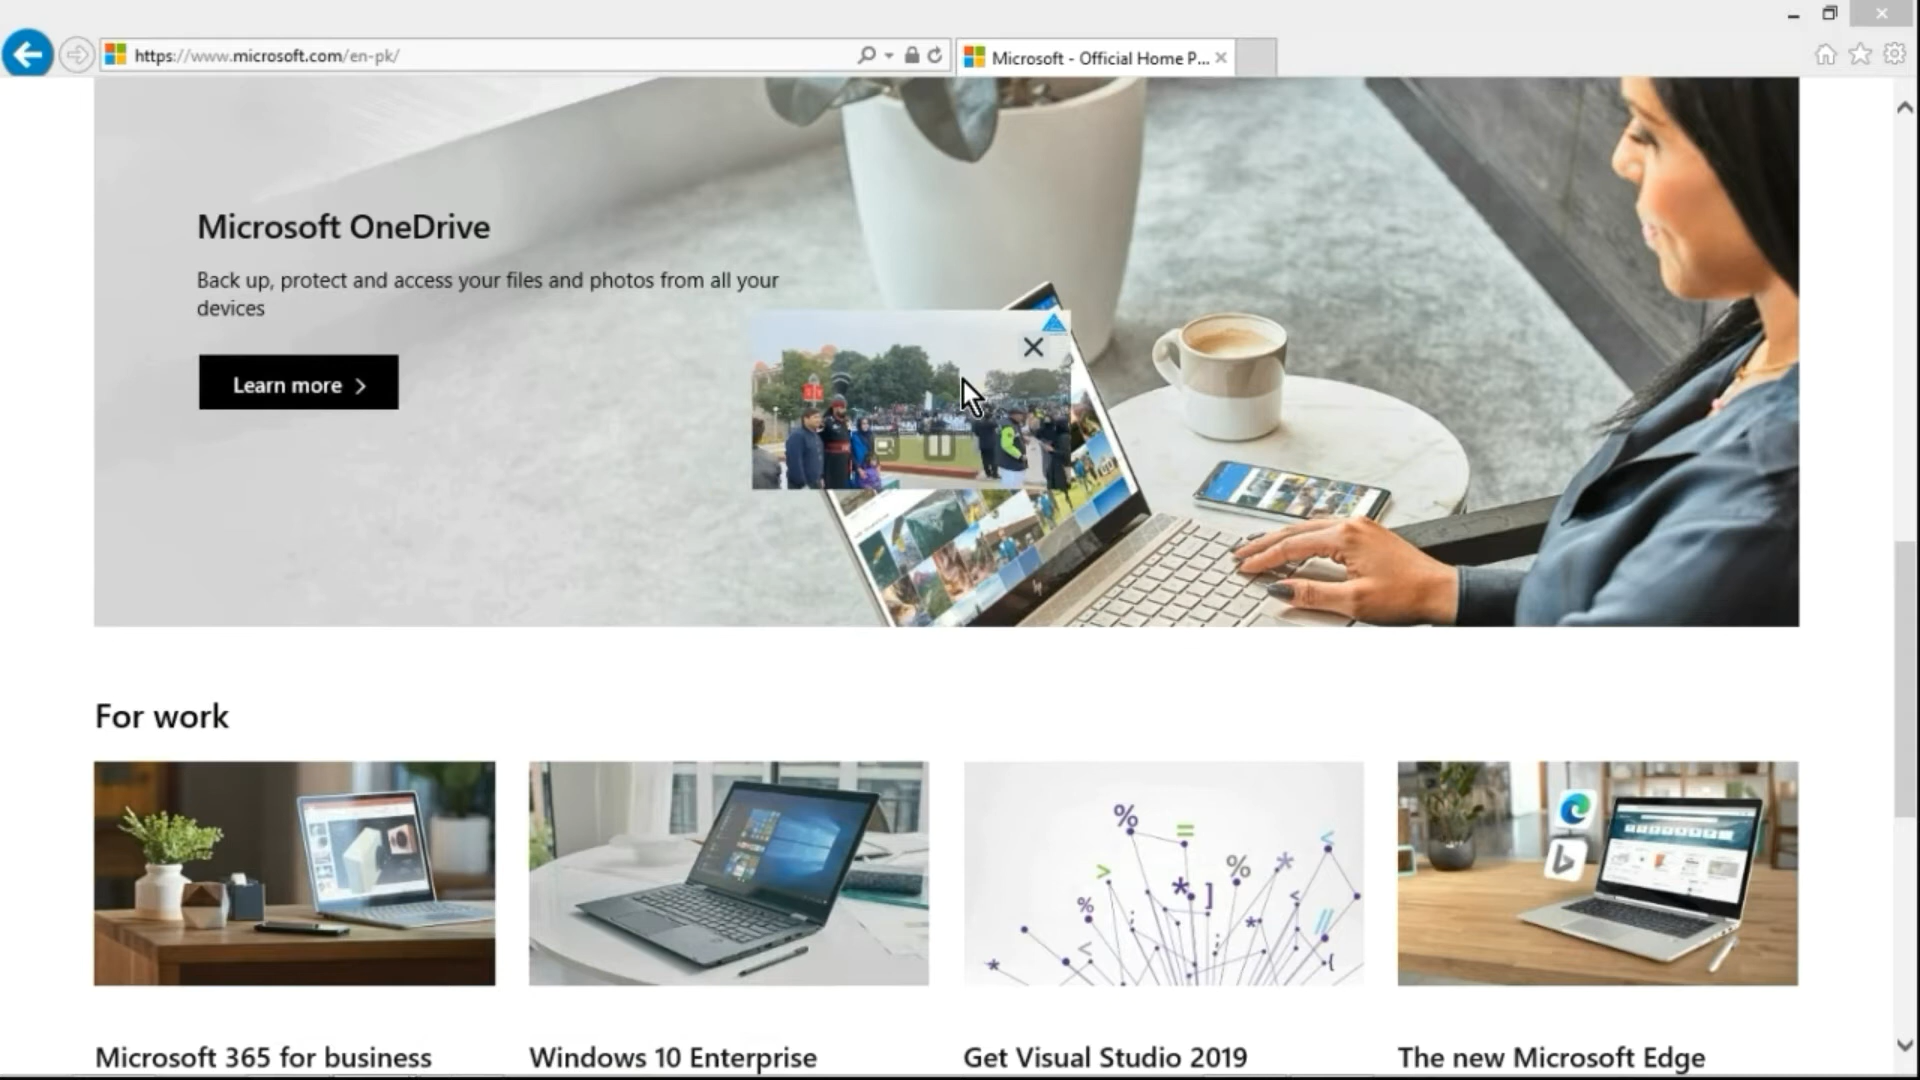 https://www.microsoft.com/en-pk/
Microsoft - Official Home P...
Microsoft OneDrive
Back up, protect and access your files and photos from all your
devices
Learn more
For work
Microsoft 365 for business
Windows 10 Enterprise
Get Visual Studio 2019
The new Microsoft Edge